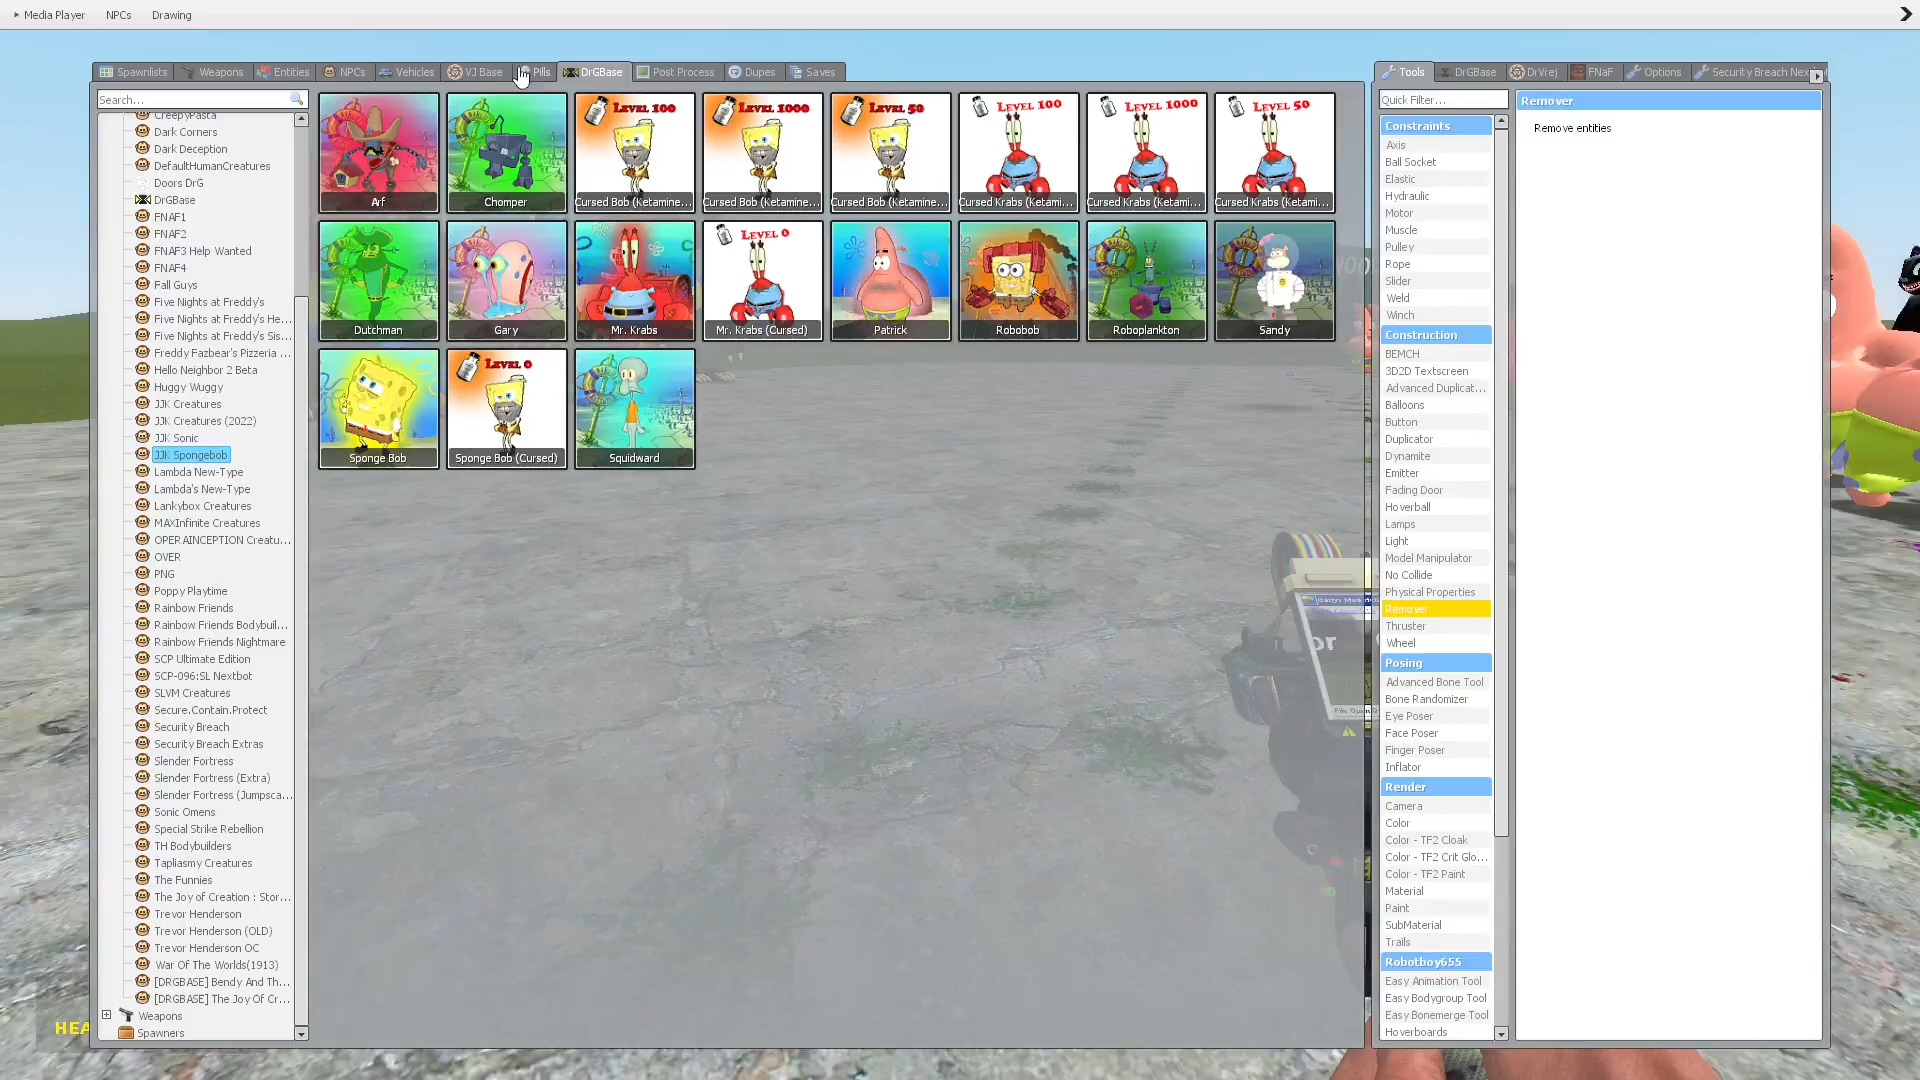 Media Player NPCs Drawing
Spawnlists Weapons Entities NPCs Vehicles VJ Base Pills DrGBase Post Process Dupes Saves
Search...
CreepyPasta
Dark Corners
Dark Deception
DefaultHumanCreatures
Doors DrG
DrGBase
FNAF1
FNAF2
FNAF3 Help Wanted
FNAF4
Fall Guys
Five Nights at Freddy's
Five Nights at Freddy's He...
Five Nights at Freddy's Sis...
Freddy Fazbear's Pizzeria ...
Hello Neighbor 2 Beta
Huggy Wuggy
JJK Creatures
JJK Creatures (2022)
JJK Sonic
JJK Spongebob
Lambda New-Type
Lambda's New-Type
Lankybox Creatures
MAXInfinite Creatures
OPERAINCEPTION Creatu...
OVER
PNG
Poppy Playtime
Rainbow Friends
Rainbow Friends Bodybuil...
Rainbow Friends Nightmare
SCP Ultimate Edition
SCP-096:SL Nextbot
SLVM Creatures
Secure.Contain.Protect
Security Breach
Security Breach Extras
Slender Fortress
Slender Fortress (Extra)
Slender Fortress (Jumpsca...
Sonic Omens
Special Strike Rebellion
TH Bodybuilders
Tapliasmy Creatures
The Funnies
The Joy of Creation : Stor...
Trevor Henderson
Trevor Henderson (OLD)
Trevor Henderson OC
War Of The Worlds(1913)
[DRGBASE] Bendy And Th...
[DRGBASE] The Joy Of Cr...
Weapons
Spawners
HEA
LEVEL 100 LEVEL 1000 LEVEL 50 LEVEL 100 LEVEL 1000 LEVEL 50
Arf Chomper Cursed Bob (Ketamine... Cursed Bob (Ketamine... Cursed Bob (Ketamine... Cursed Krabs (Ketami... Cursed Krabs (Ketami... Cursed Krabs (Ketami...
LEVEL 0
Dutchman Gary Mr. Krabs Mr. Krabs (Cursed) Patrick Robobob Roboplankton Sandy
LEVEL 0
Sponge Bob Sponge Bob (Cursed) Squidward
or
Tools DrGBase DrVrej FNaF Options Security Breach Nextbot
Quick Filter...
Constraints
Axis
Ball Socket
Elastic
Hydraulic
Motor
Muscle
Pulley
Rope
Slider
Weld
Winch
Construction
BEMCH
3D2D Textscreen
Advanced Duplicat...
Balloons
Button
Duplicator
Dynamite
Emitter
Fading Door
Hoverball
Lamps
Light
Model Manipulator
No Collide
Physical Properties
Remover
Thruster
Wheel
Posing
Advanced Bone Tool
Bone Randomizer
Eye Poser
Face Poser
Finger Poser
Inflator
Render
Camera
Color
Color - TF2 Cloak
Color - TF2 Crit Glo...
Color - TF2 Paint
Material
Paint
SubMaterial
Trails
Robotboy655
Easy Animation Tool
Easy Bodygroup Tool
Easy Bonemerge Tool
Hoverboards
Remover
Remove entities